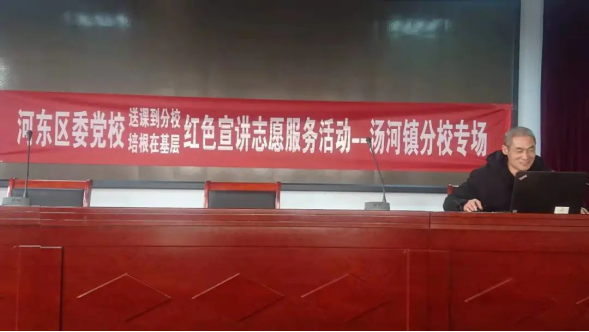 河东区委党校
送课到分校
培根在基层
红色宣讲志愿服务活动--汤河镇分校专场